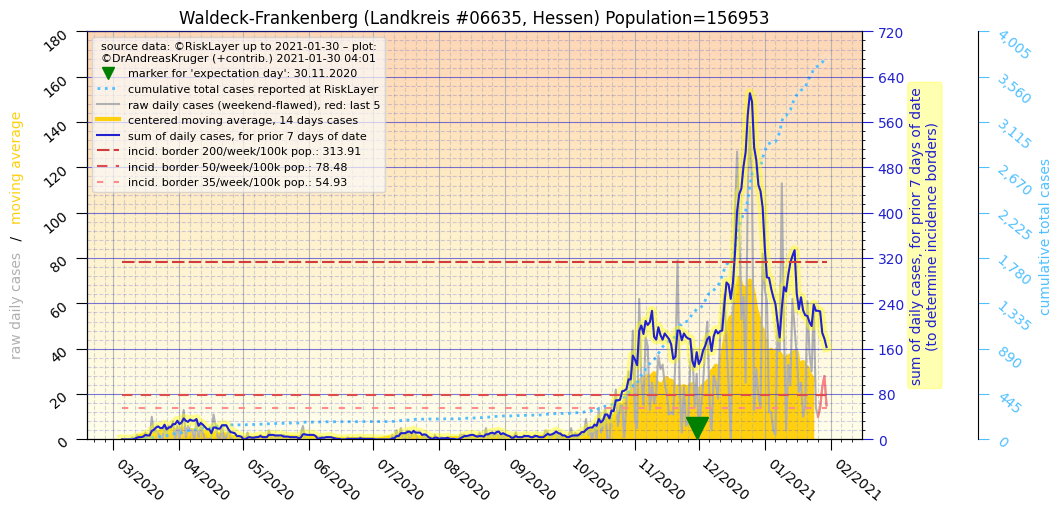 Waldeck-Frankenberg (Landkreis #06635, Hessen) Population=156953
source data: ©RiskLayer up to 2021-01-30 – plot:
©DrAndreasKruger (+contrib.) 2021-01-30 04:01
marker for 'expectation day': 30.11.2020
cumulative total cases reported at RiskLayer
raw daily cases (weekend-flawed), red: last 5
centered moving average, 14 days cases
sum of daily cases, for prior 7 days of date
incid. border 200/week/100k pop.: 313.91
incid. border 50/week/100k pop.: 78.48
incid. border 35/week/100k pop.: 54.93
raw daily cases / moving average
180
160
140
120
100
80
60
40
20
0
03/2020
04/2020
05/2020
06/2020
07/2020
08/2020
09/2020
10/2020
11/2020
12/2020
01/2021
02/2021
720
640
560
480
400
320
240
160
80
0
sum of daily cases, for prior 7 days of date
(to determine incidence borders)
4,005
3,560
3,115
2,670
2,225
1,780
1,335
890
445
0
cumulative total cases